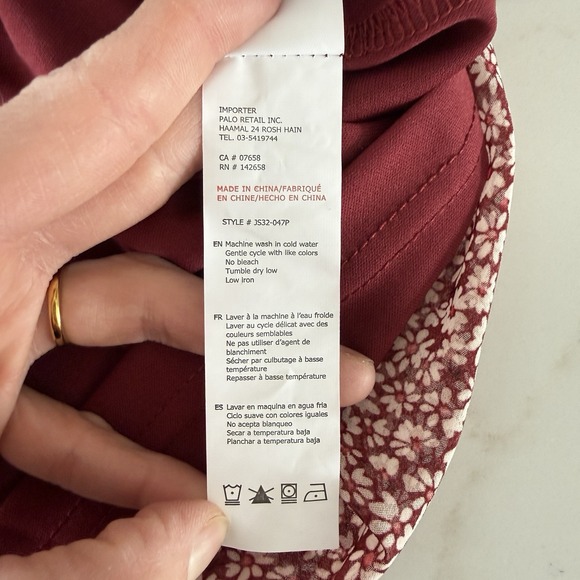 IMPORTER
PALO RETAIL INC.
HAAMAL 24 ROSH HAIN
TEL. 03-5419744
CA # 07658
RN # 142658
MADE IN CHINA/FABRIQUÉ
EN CHINE/HECHO EN CHINA
STYLE # JS32-047P
EN Machine wash in cold water
Gentle cycle with like colors
No bleach
Tumble dry low
Low iron
FR Laver à la machine à l'eau froide
Laver au cycle délicat avec des
couleurs semblables
Ne pas utiliser d'agent de
blanchiment
Sécher par culbutage à basse
température
Repasser à basse température
ES Lavar en maquina en agua fria
Ciclo suave con colores iguales
No acepta blanqueo
Secar a temperatura baja
Planchar a temperatura baja